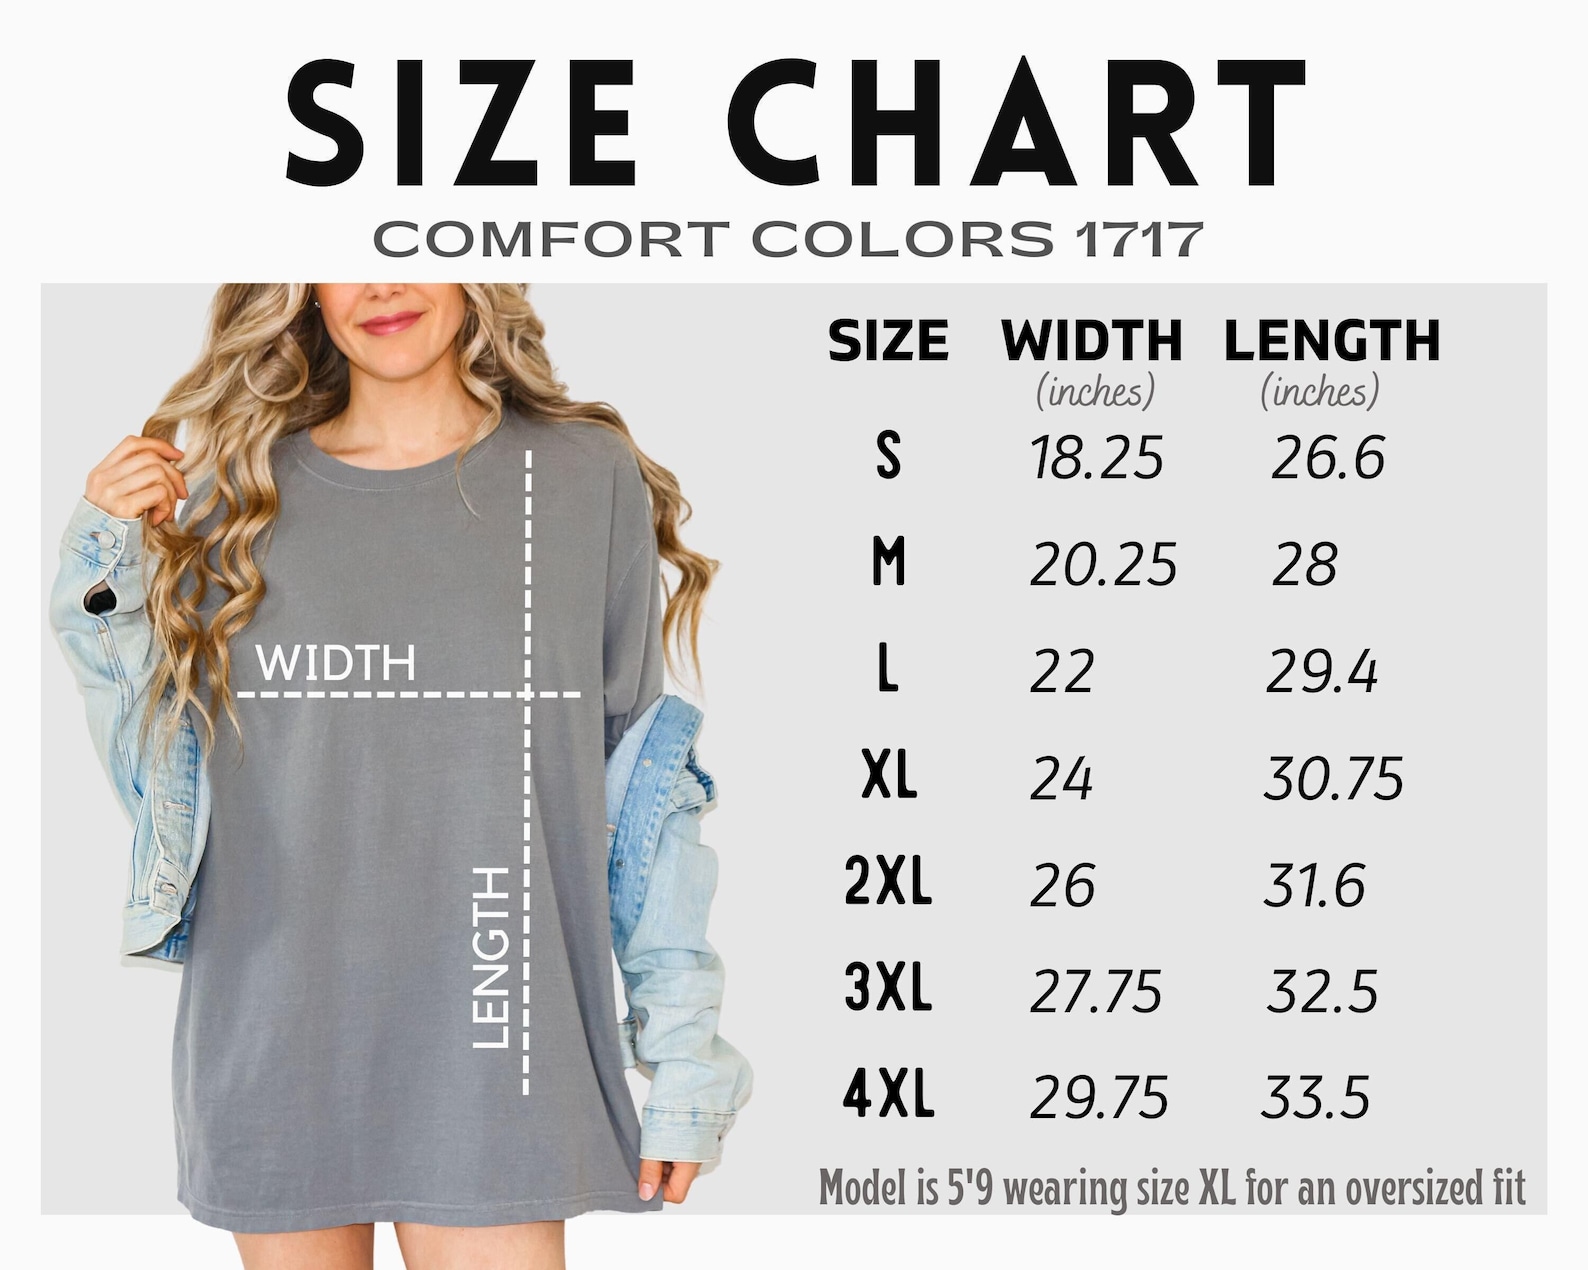 SIZE CHART
COMFORT COLORS 1717
SIZE WIDTH LENGTH
(inches) (inches)
S 18.25 26.6
M 20.25 28
L 22 29.4
XL 24 30.75
2XL 26 31.6
3XL 27.75 32.5
4XL 29.75 33.5
WIDTH
LENGTH
Model is 5'9 wearing size XL for an oversized fit